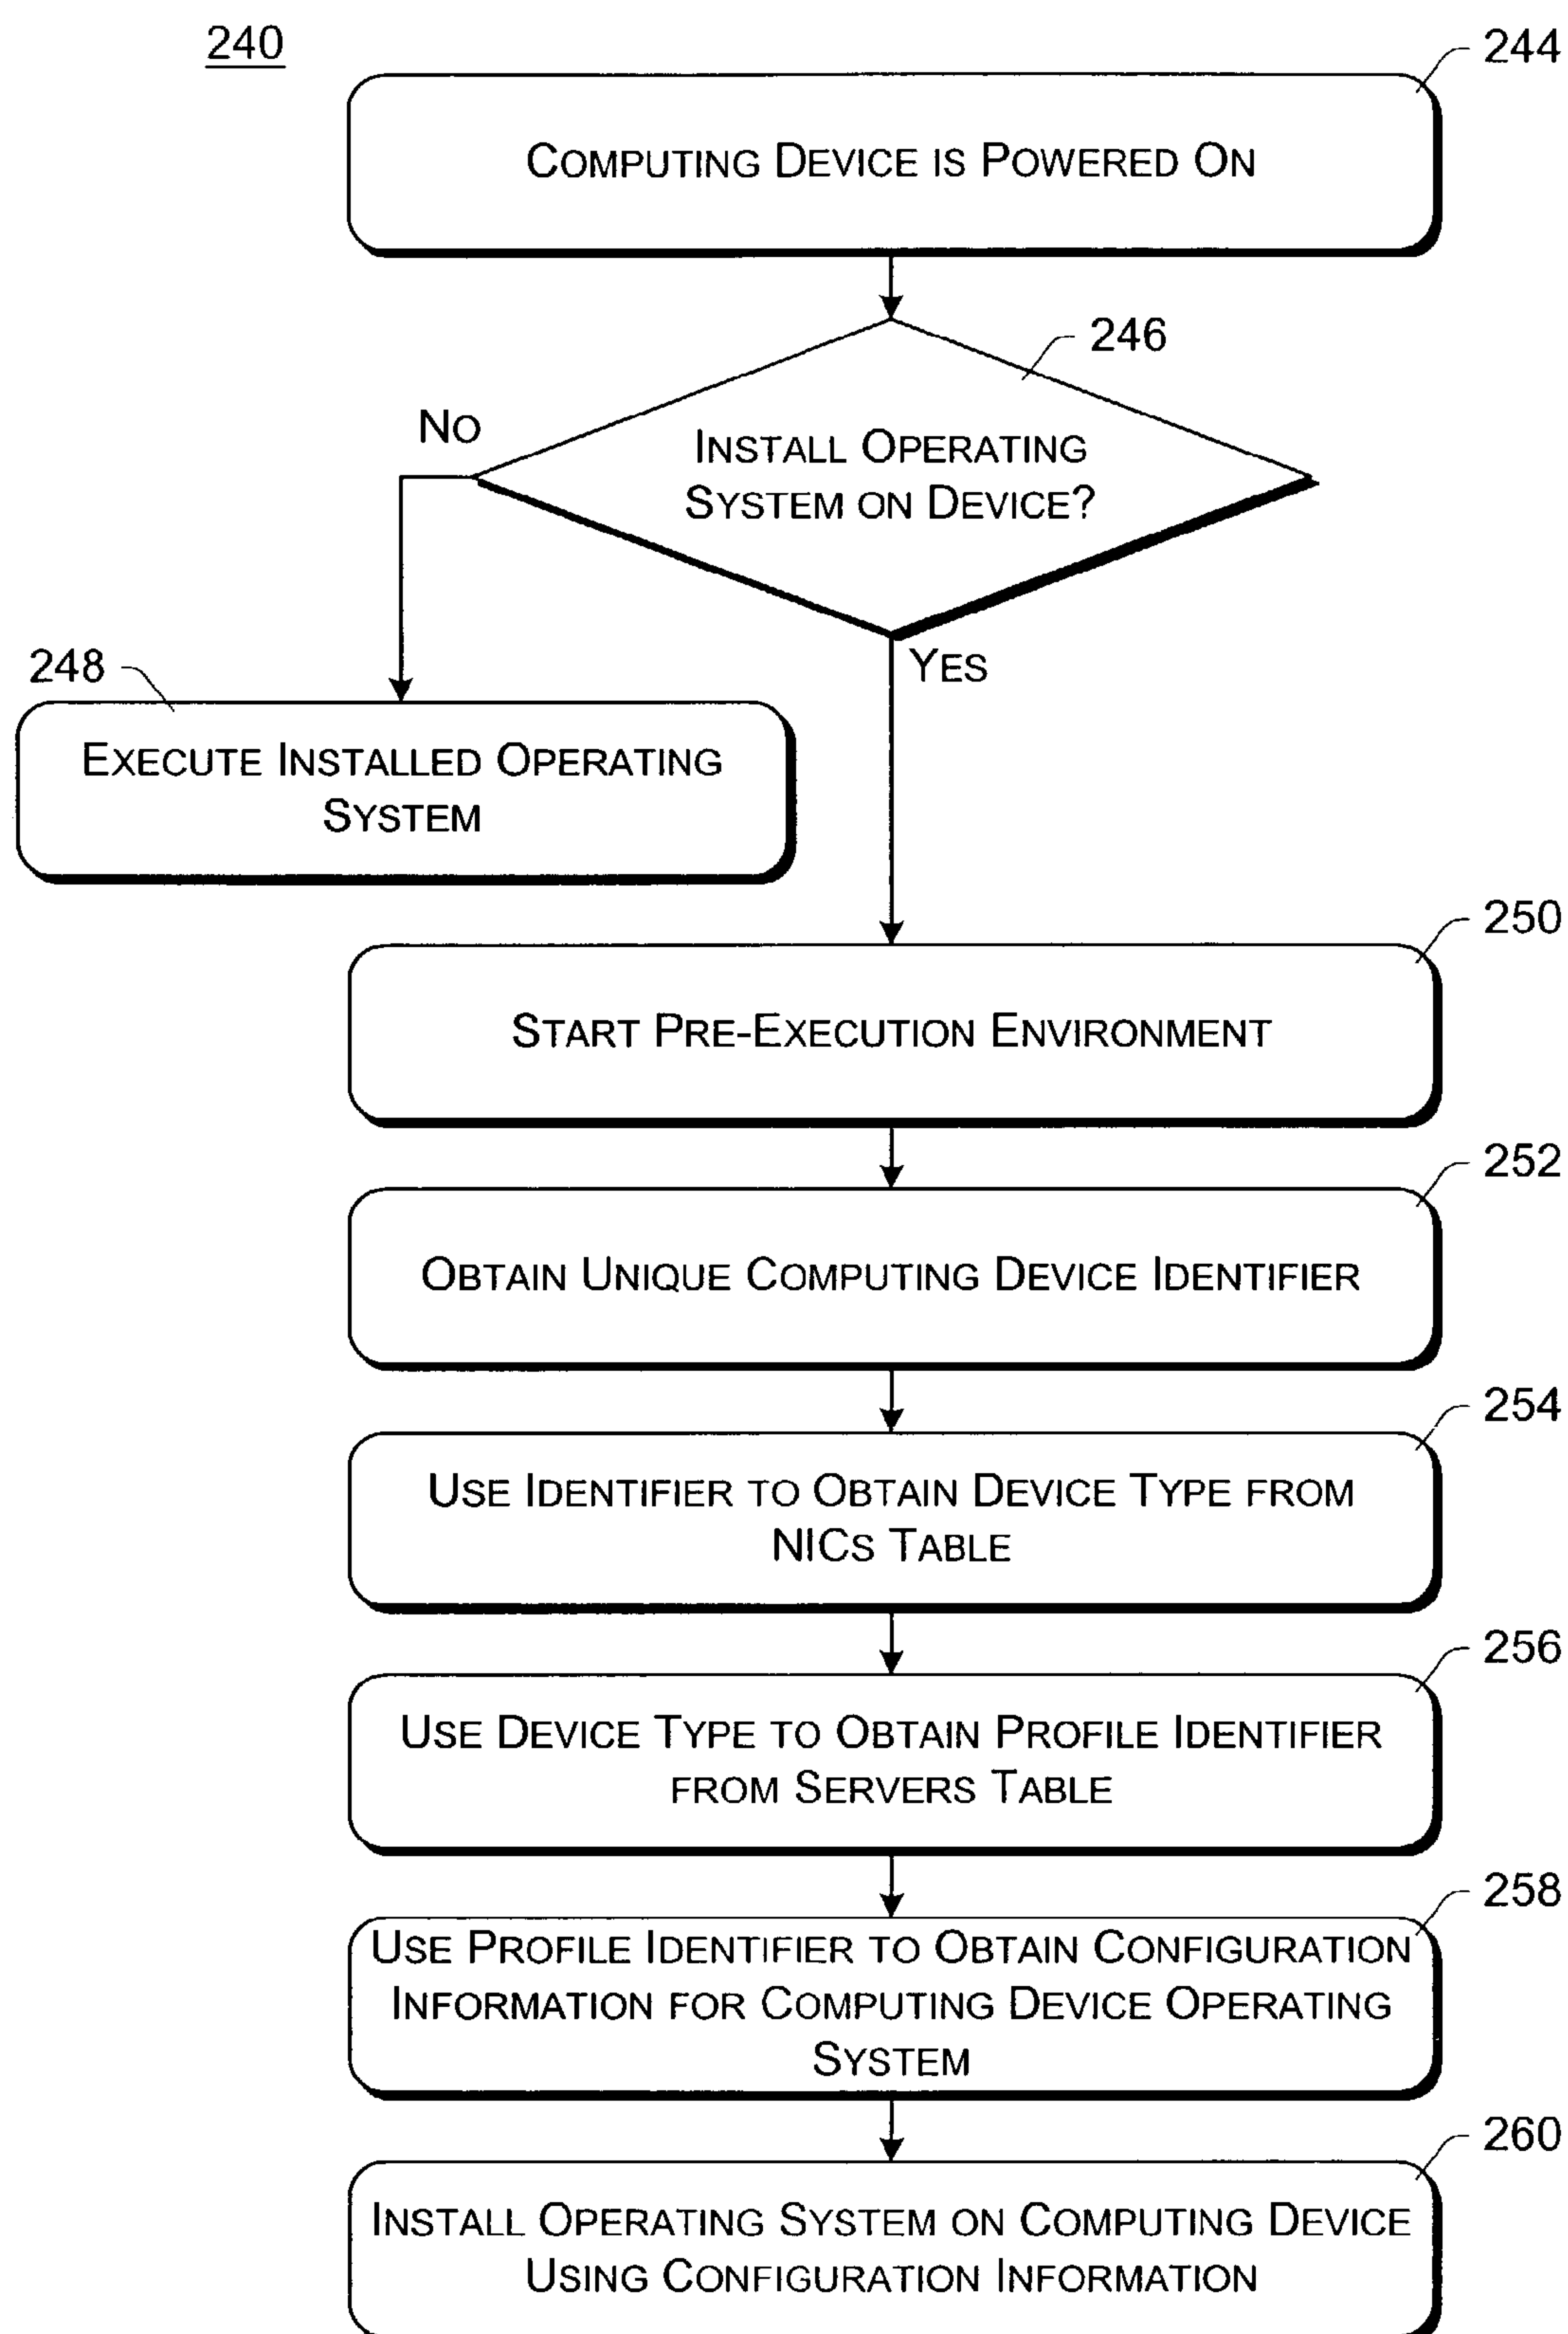 240
244
COMPUTING DEVICE IS POWERED ON
246
NO
INSTALL OPERATING
SYSTEM ON DEVICE?
YES
248
EXECUTE INSTALLED OPERATING
SYSTEM
250
START PRE-EXECUTION ENVIRONMENT
252
OBTAIN UNIQUE COMPUTING DEVICE IDENTIFIER
254
USE IDENTIFIER TO OBTAIN DEVICE TYPE FROM
NICS TABLE
256
USE DEVICE TYPE TO OBTAIN PROFILE IDENTIFIER
FROM SERVERS TABLE
258
USE PROFILE IDENTIFIER TO OBTAIN CONFIGURATION
INFORMATION FOR COMPUTING DEVICE OPERATING
SYSTEM
260
INSTALL OPERATING SYSTEM ON COMPUTING DEVICE
USING CONFIGURATION INFORMATION